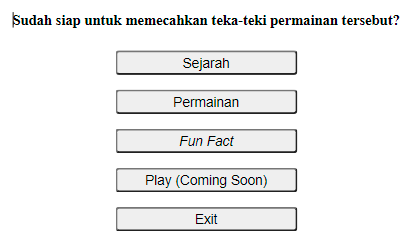 Sudah siap untuk memecahkan teka-teki permainan tersebut?
Sejarah
Permainan
Fun Fact
Play (Coming Soon)
Exit